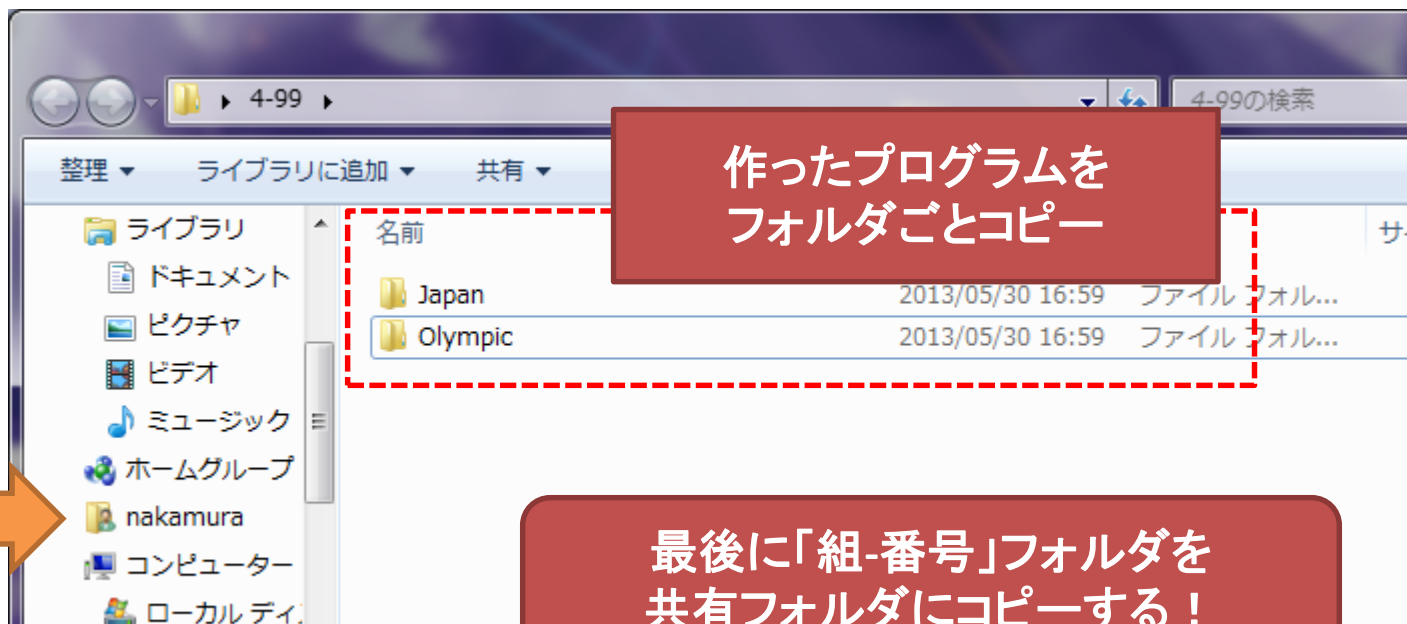 4-99
4-99の検索
整理 ライブラリに追加 共有
作ったプログラムを
フォルダごとコピー
ライブラリ
ドキュメント
ピクチャ
ビデオ
ミュージック
ホームグループ
nakamura
コンピューター
ローカル ディ
名前
サイ
Japan 2013/05/30 16:59 ファイル フォル...
Olympic 2013/05/30 16:59 ファイル フォル...
最後に「組-番号」フォルダを
共有フォルダにコピーする！